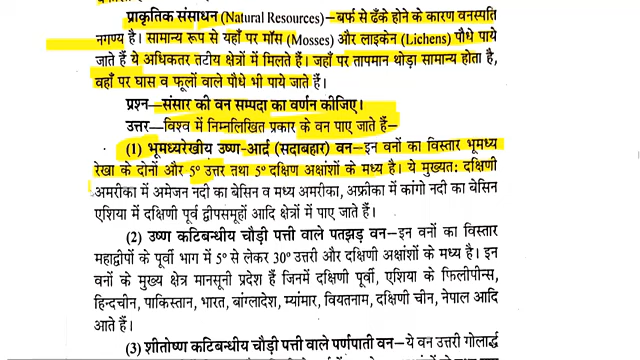 प्राकृतिक संसाधन (Natural Resources) –बर्फ से ढँके होने के कारण वनस्पति
नगण्य है। सामान्य रूप से यहाँ पर मॉस (Mosses) और लाइकेन (Lichens) पौधे पाये
जाते हैं ये अधिकतर तटीय क्षेत्रों में मिलते हैं। जहाँ पर तापमान थोड़ा सामान्य होता है,
वहाँ पर घास व फूलों वाले पौधे भी पाये जाते हैं।
प्रश्न–संसार की वन सम्पदा का वर्णन कीजिए।
उत्तर–विश्व में निम्नलिखित प्रकार के वन पाए जाते हैं–
(1) भूमध्यरेखीय उष्ण-आर्द्र (सदाबहार) वन–इन वनों का विस्तार भूमध्य
रेखा के दोनों और 5° उत्तर तथा 5° दक्षिण अक्षांशों के मध्य है। ये मुख्यत: दक्षिणी
अमरीका में अमेजन नदी का बेसिन व मध्य अमरीका, अफ्रीका में कांगो नदी का बेसिन
एशिया में दक्षिणी पूर्व द्वीपसमूहों आदि क्षेत्रों में पाए जाते हैं।
(2) उष्ण कटिबन्धीय चौड़ी पत्ती वाले पतझड़ वन–इन वनों का विस्तार
महाद्वीपों के पूर्वी भाग में 5° से लेकर 30° उत्तरी और दक्षिणी अक्षांशों के मध्य है। इन
वनों के मुख्य क्षेत्र मानसूनी प्रदेश हैं जिनमें दक्षिणी पूर्वी, एशिया के फिलीपीन्स,
हिन्दचीन, पाकिस्तान, भारत, बांग्लादेश, म्यांमार, वियतनाम, दक्षिणी चीन, नेपाल आदि
आते हैं।
(3) शीतोष्ण कटिबन्धीय चौड़ी पत्ती वाले पर्णपाती वन–ये वन उत्तरी गोलार्द्ध